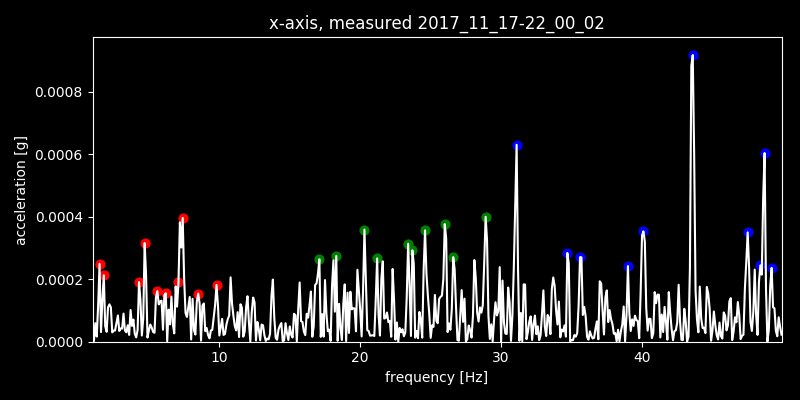 x-axis, measured 2017_11_17-22_00_02
acceleration [g]
0.0008
0.0006
0.0004
0.0002
0.0000
10 20 30 40
frequency [Hz]